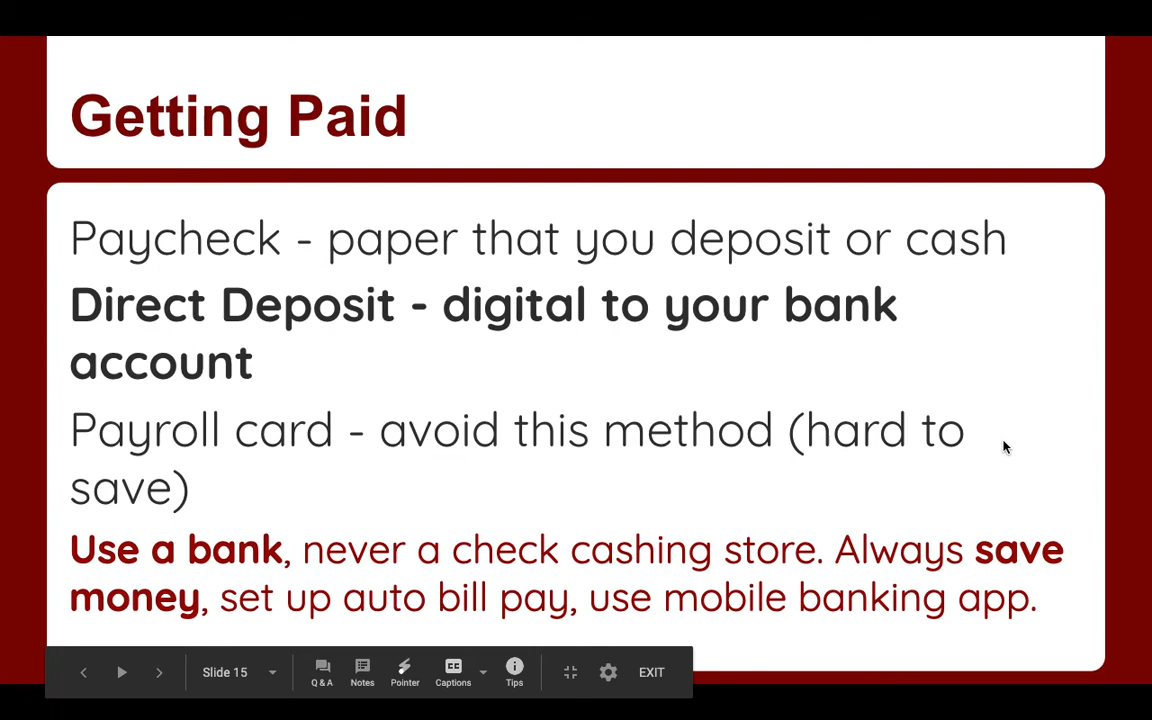 Getting Paid
Paycheck - paper that you deposit or cash
Direct Deposit - digital to your bank
account
Payroll card - avoid this method (hard to
save)
Use a bank, never a check cashing store. Always save
money, set up auto bill pay, use mobile banking app.
Slide 15
Q & A
Notes
Pointer
CC
Captions
Tips
EXIT